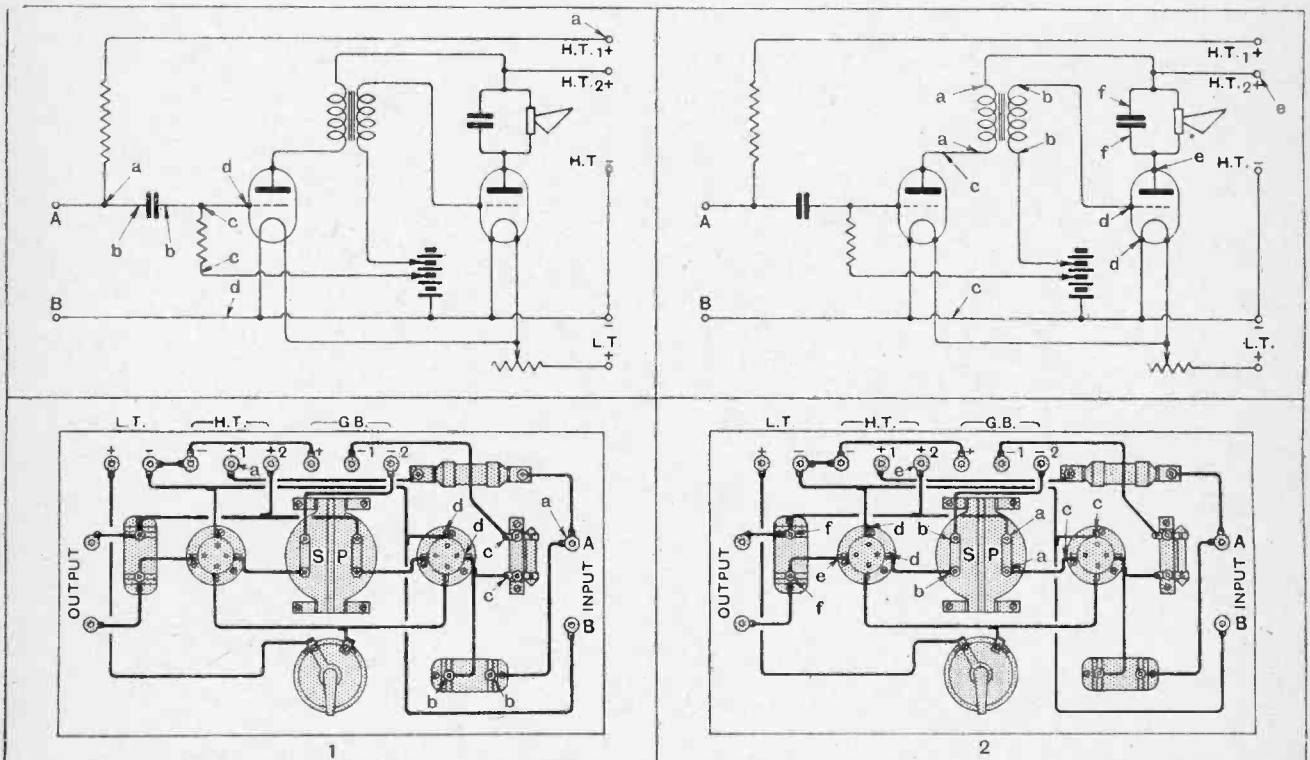 a
H.T.1+
H.T.2+
H.T. -
A
a
b
b
c
c
d
B
d
-
L.T.
+
H.T.1+
H.T.2+
e
a
a
b
b
f
f
e
H.T. -
A
c
d
d
B
c
-
L.T.
+
L.T. H.T. G.B.
+ - - +1 +2 + -1 -2
a
a
d
d
c
c
S P
OUTPUT
INPUT
A
B
b b
1
L.T H.T. G.B.
+ - - +1 +2 + -1 -2
e
f
d
b
a
c
c
S P
e
d
b
a
f
OUTPUT
INPUT
A
B
2